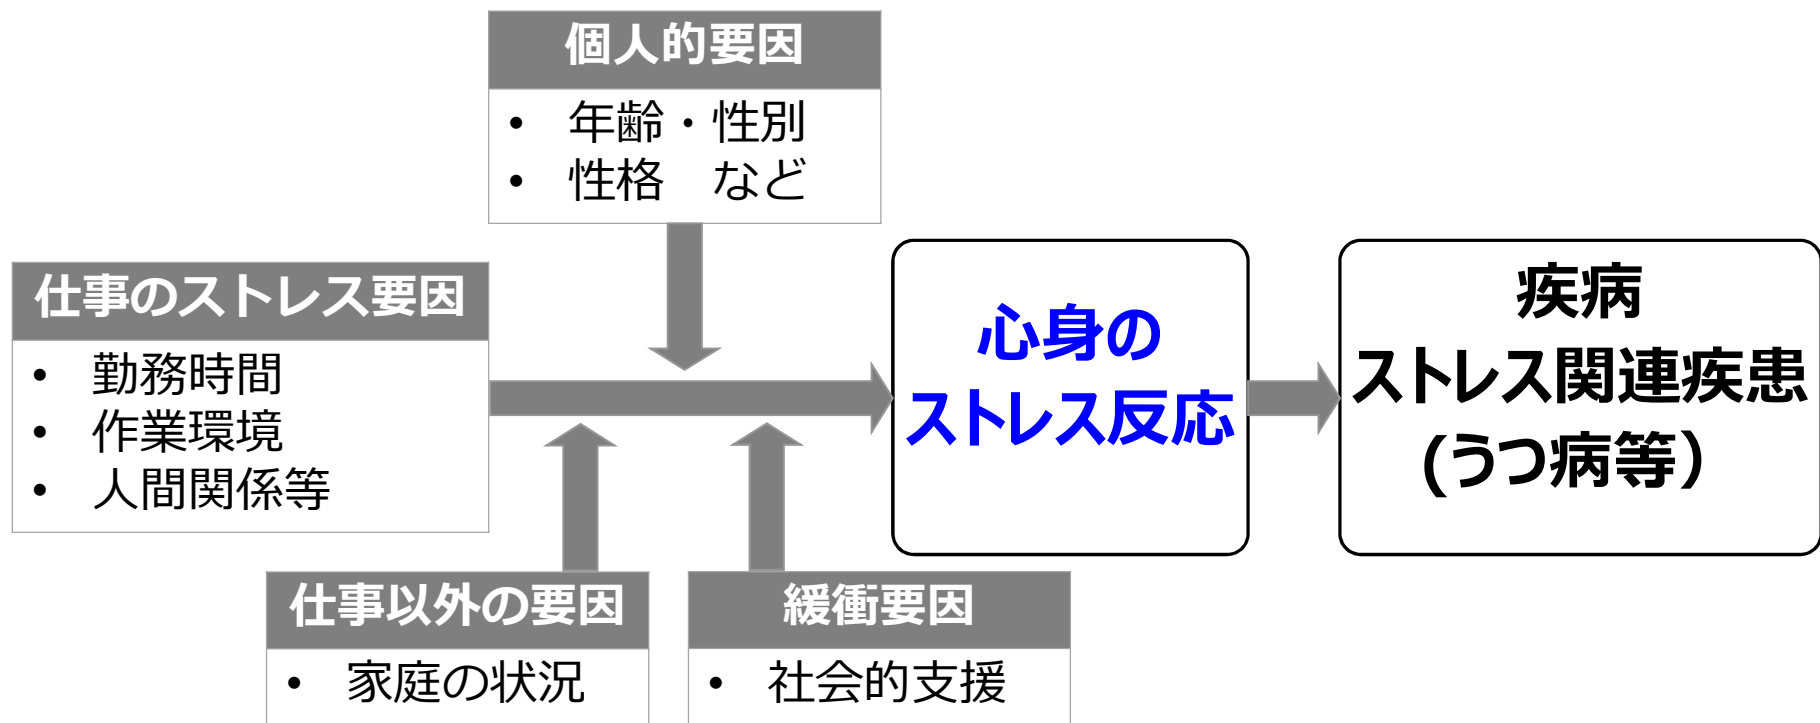 個人的要因
• 年齢・性別
• 性格　など
仕事のストレス要因
• 勤務時間
• 作業環境
• 人間関係等
心身の
ストレス反応
疾病
ストレス関連疾患
(うつ病等）
仕事以外の要因
• 家庭の状況
緩衝要因
• 社会的支援